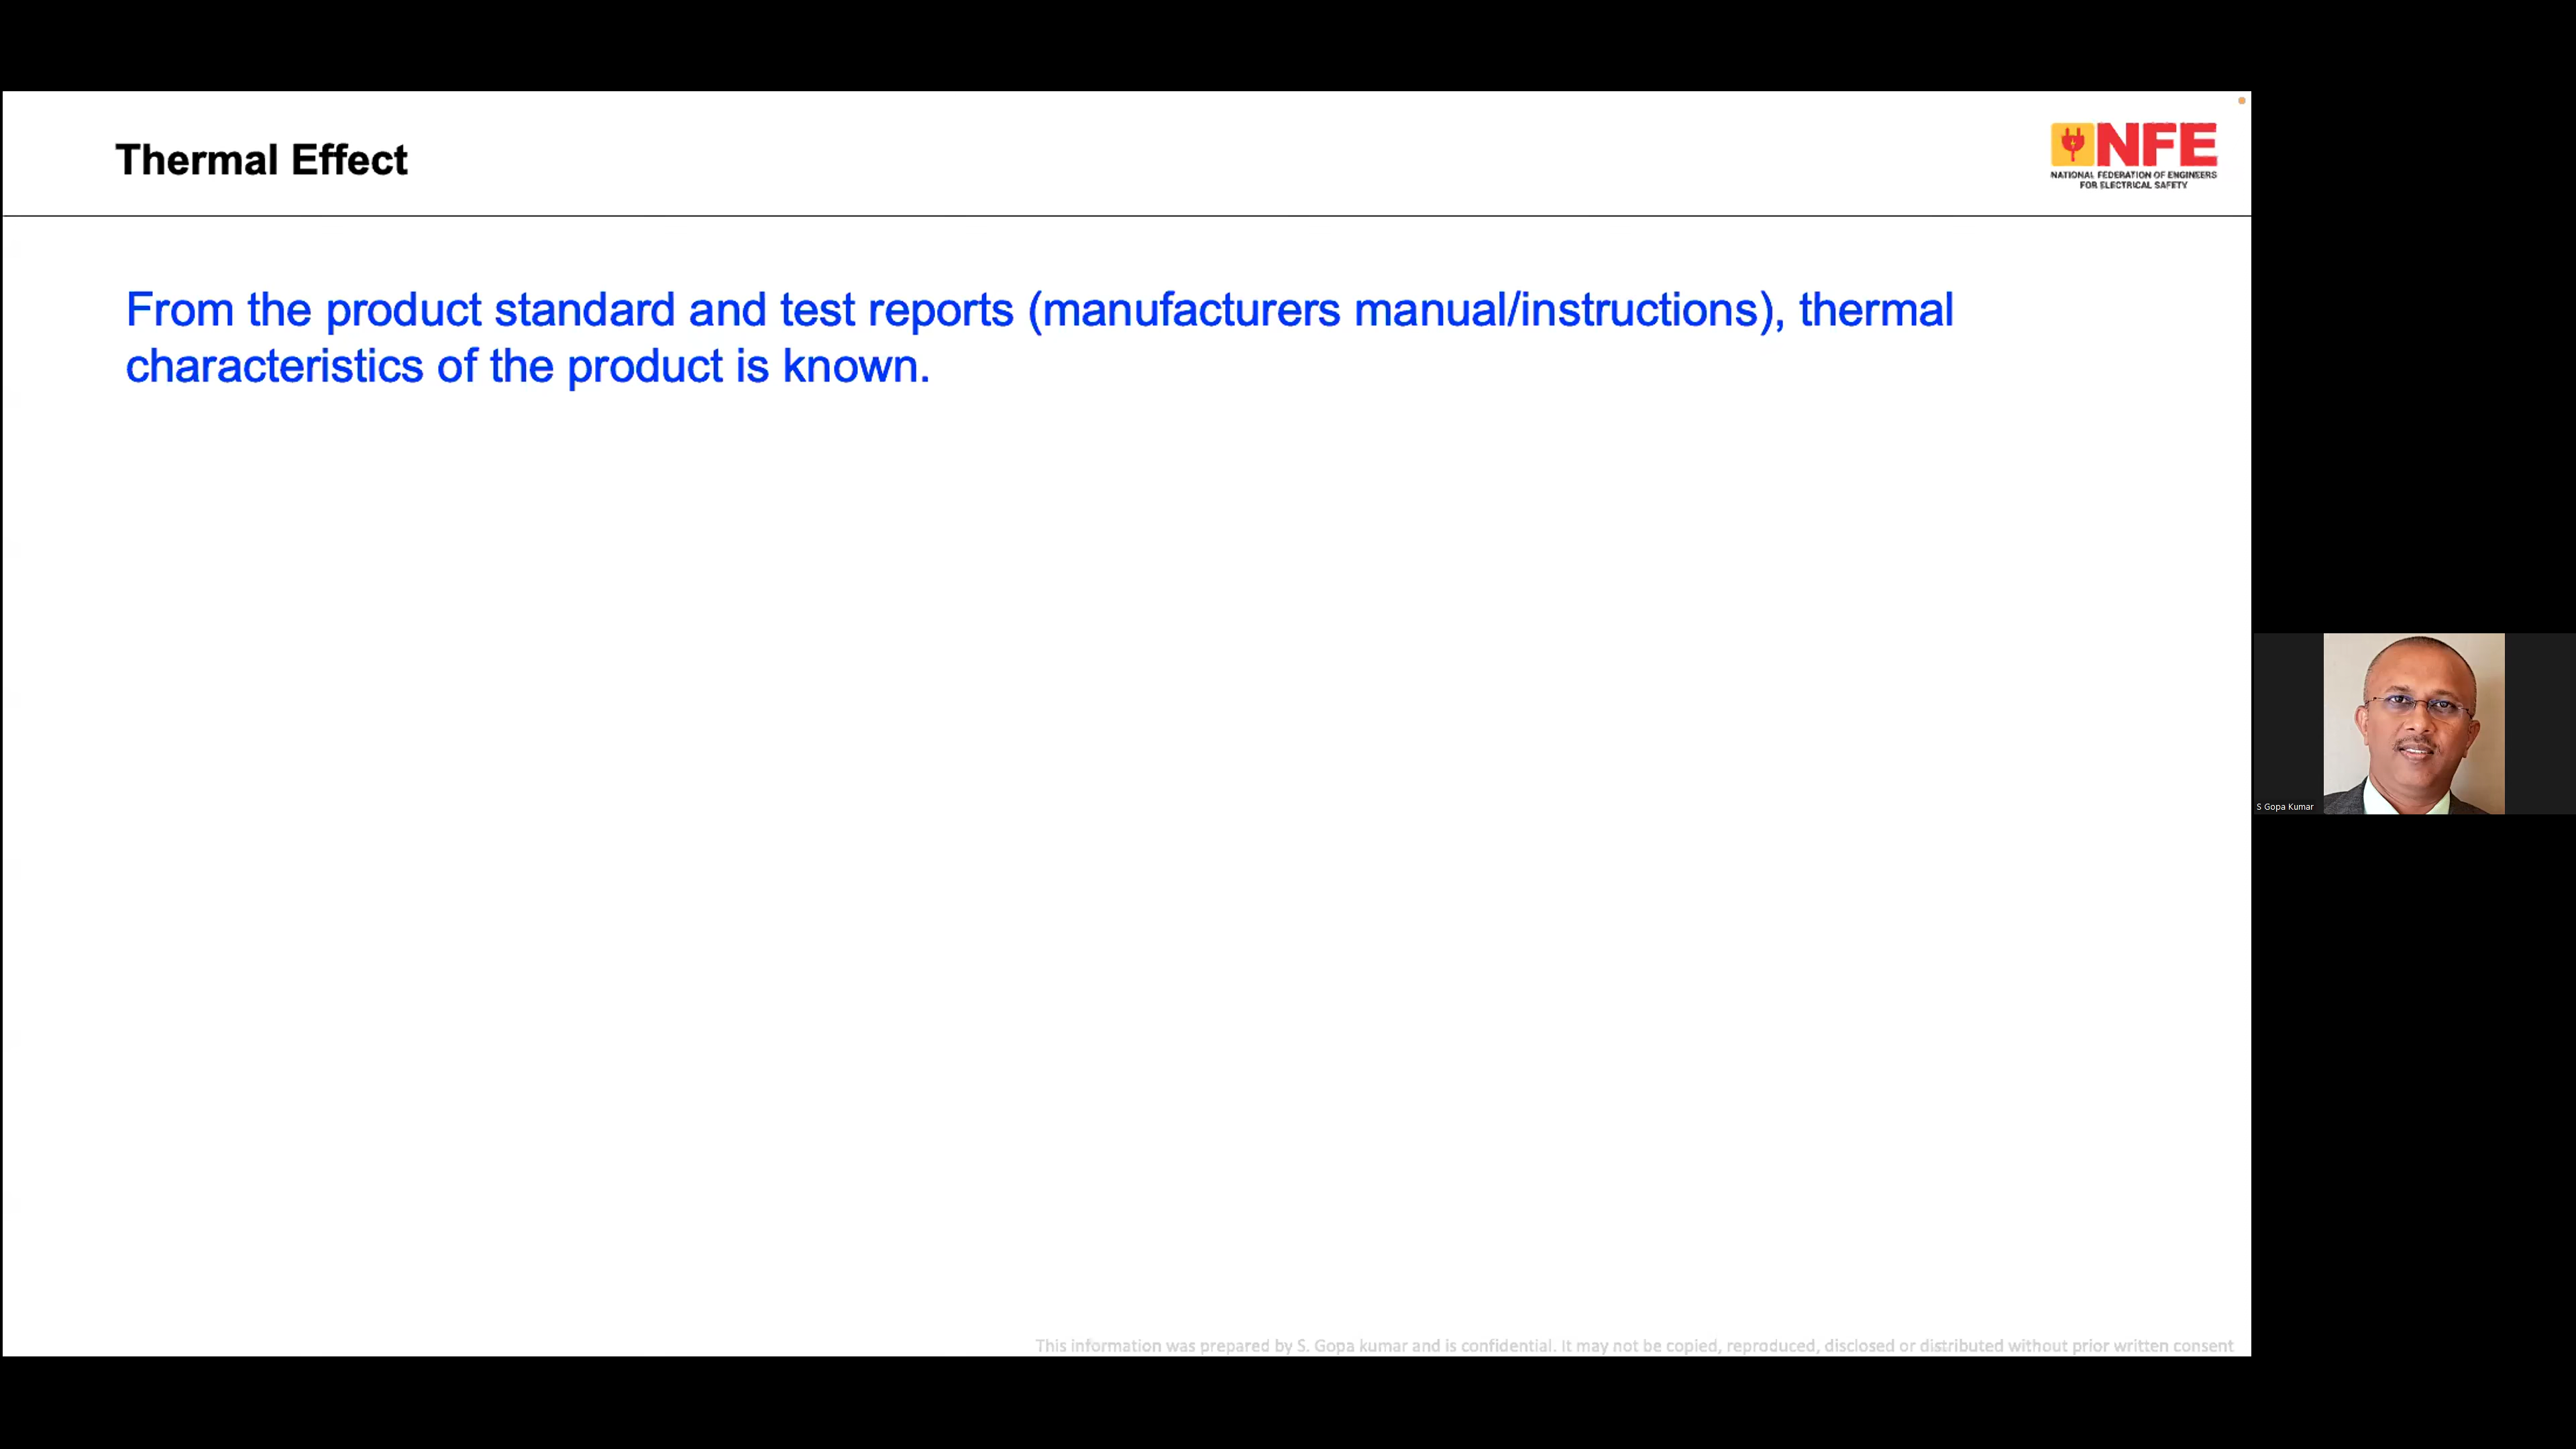 Thermal Effect
NFE
NATIONAL FEDERATION OF ENGINEERS
FOR ELECTRICAL SAFETY
From the product standard and test reports (manufacturers manual/instructions), thermal
characteristics of the product is known.
S Gopa Kumar
This information was prepared by S. Gopa kumar and is confidential. It may not be copied, reproduced, disclosed or distributed without prior written consent